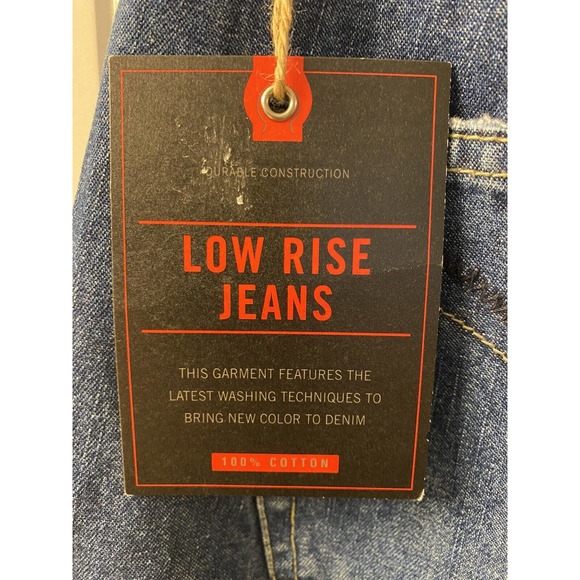 DURABLE CONSTRUCTION
LOW RISE
JEANS
THIS GARMENT FEATURES THE
LATEST WASHING TECHNIQUES TO
BRING NEW COLOR TO DENIM
100% COTTON